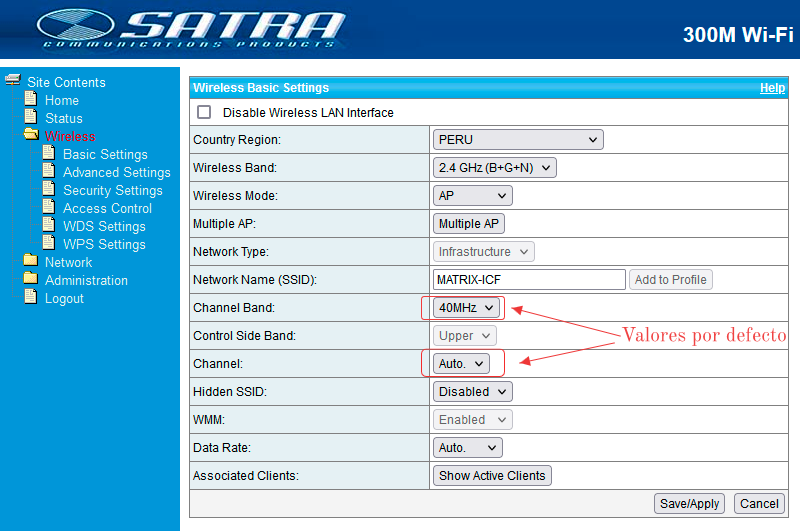 SATRA
COMMUNICATIONS PRODUCTS
300M Wi-Fi
Site Contents
Home
Status
Wireless
Basic Settings
Advanced Settings
Security Settings
Access Control
WDS Settings
WPS Settings
Network
Administration
Logout
Wireless Basic Settings Help
Disable Wireless LAN Interface
Country Region: PERU
Wireless Band: 2.4 GHz (B+G+N)
Wireless Mode: AP
Multiple AP: Multiple AP
Network Type: Infrastructure
Network Name (SSID): MATRIX-ICF Add to Profile
Channel Band: 40MHz
Control Side Band: Upper
Valores por defecto
Channel: Auto.
Hidden SSID: Disabled
WMM: Enabled
Data Rate: Auto.
Associated Clients: Show Active Clients
Save/Apply Cancel